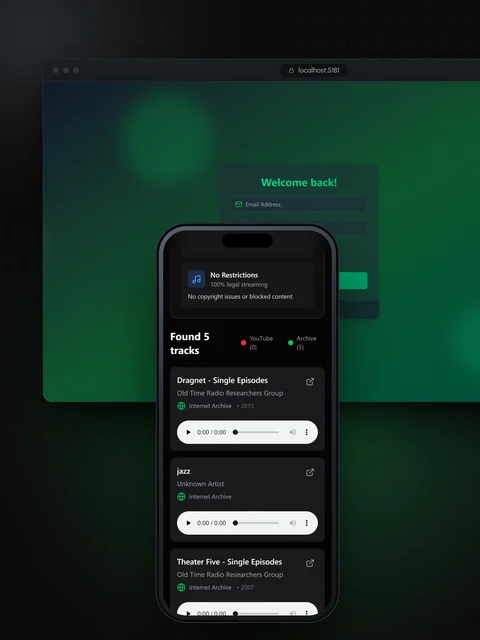 localhost:5181
Welcome back!
Email Address
No Restrictions
100% legal streaming
No copyright issues or blocked content
Found 5
tracks
YouTube
(0)
Archive
(5)
Dragnet - Single Episodes
Old Time Radio Researchers Group
Internet Archive • 2015
0:00 / 0:00
jazz
Unknown Artist
Internet Archive
0:00 / 0:00
Theater Five - Single Episodes
Old Time Radio Researchers Group
Internet Archive • 2007
0:00 / 0:00